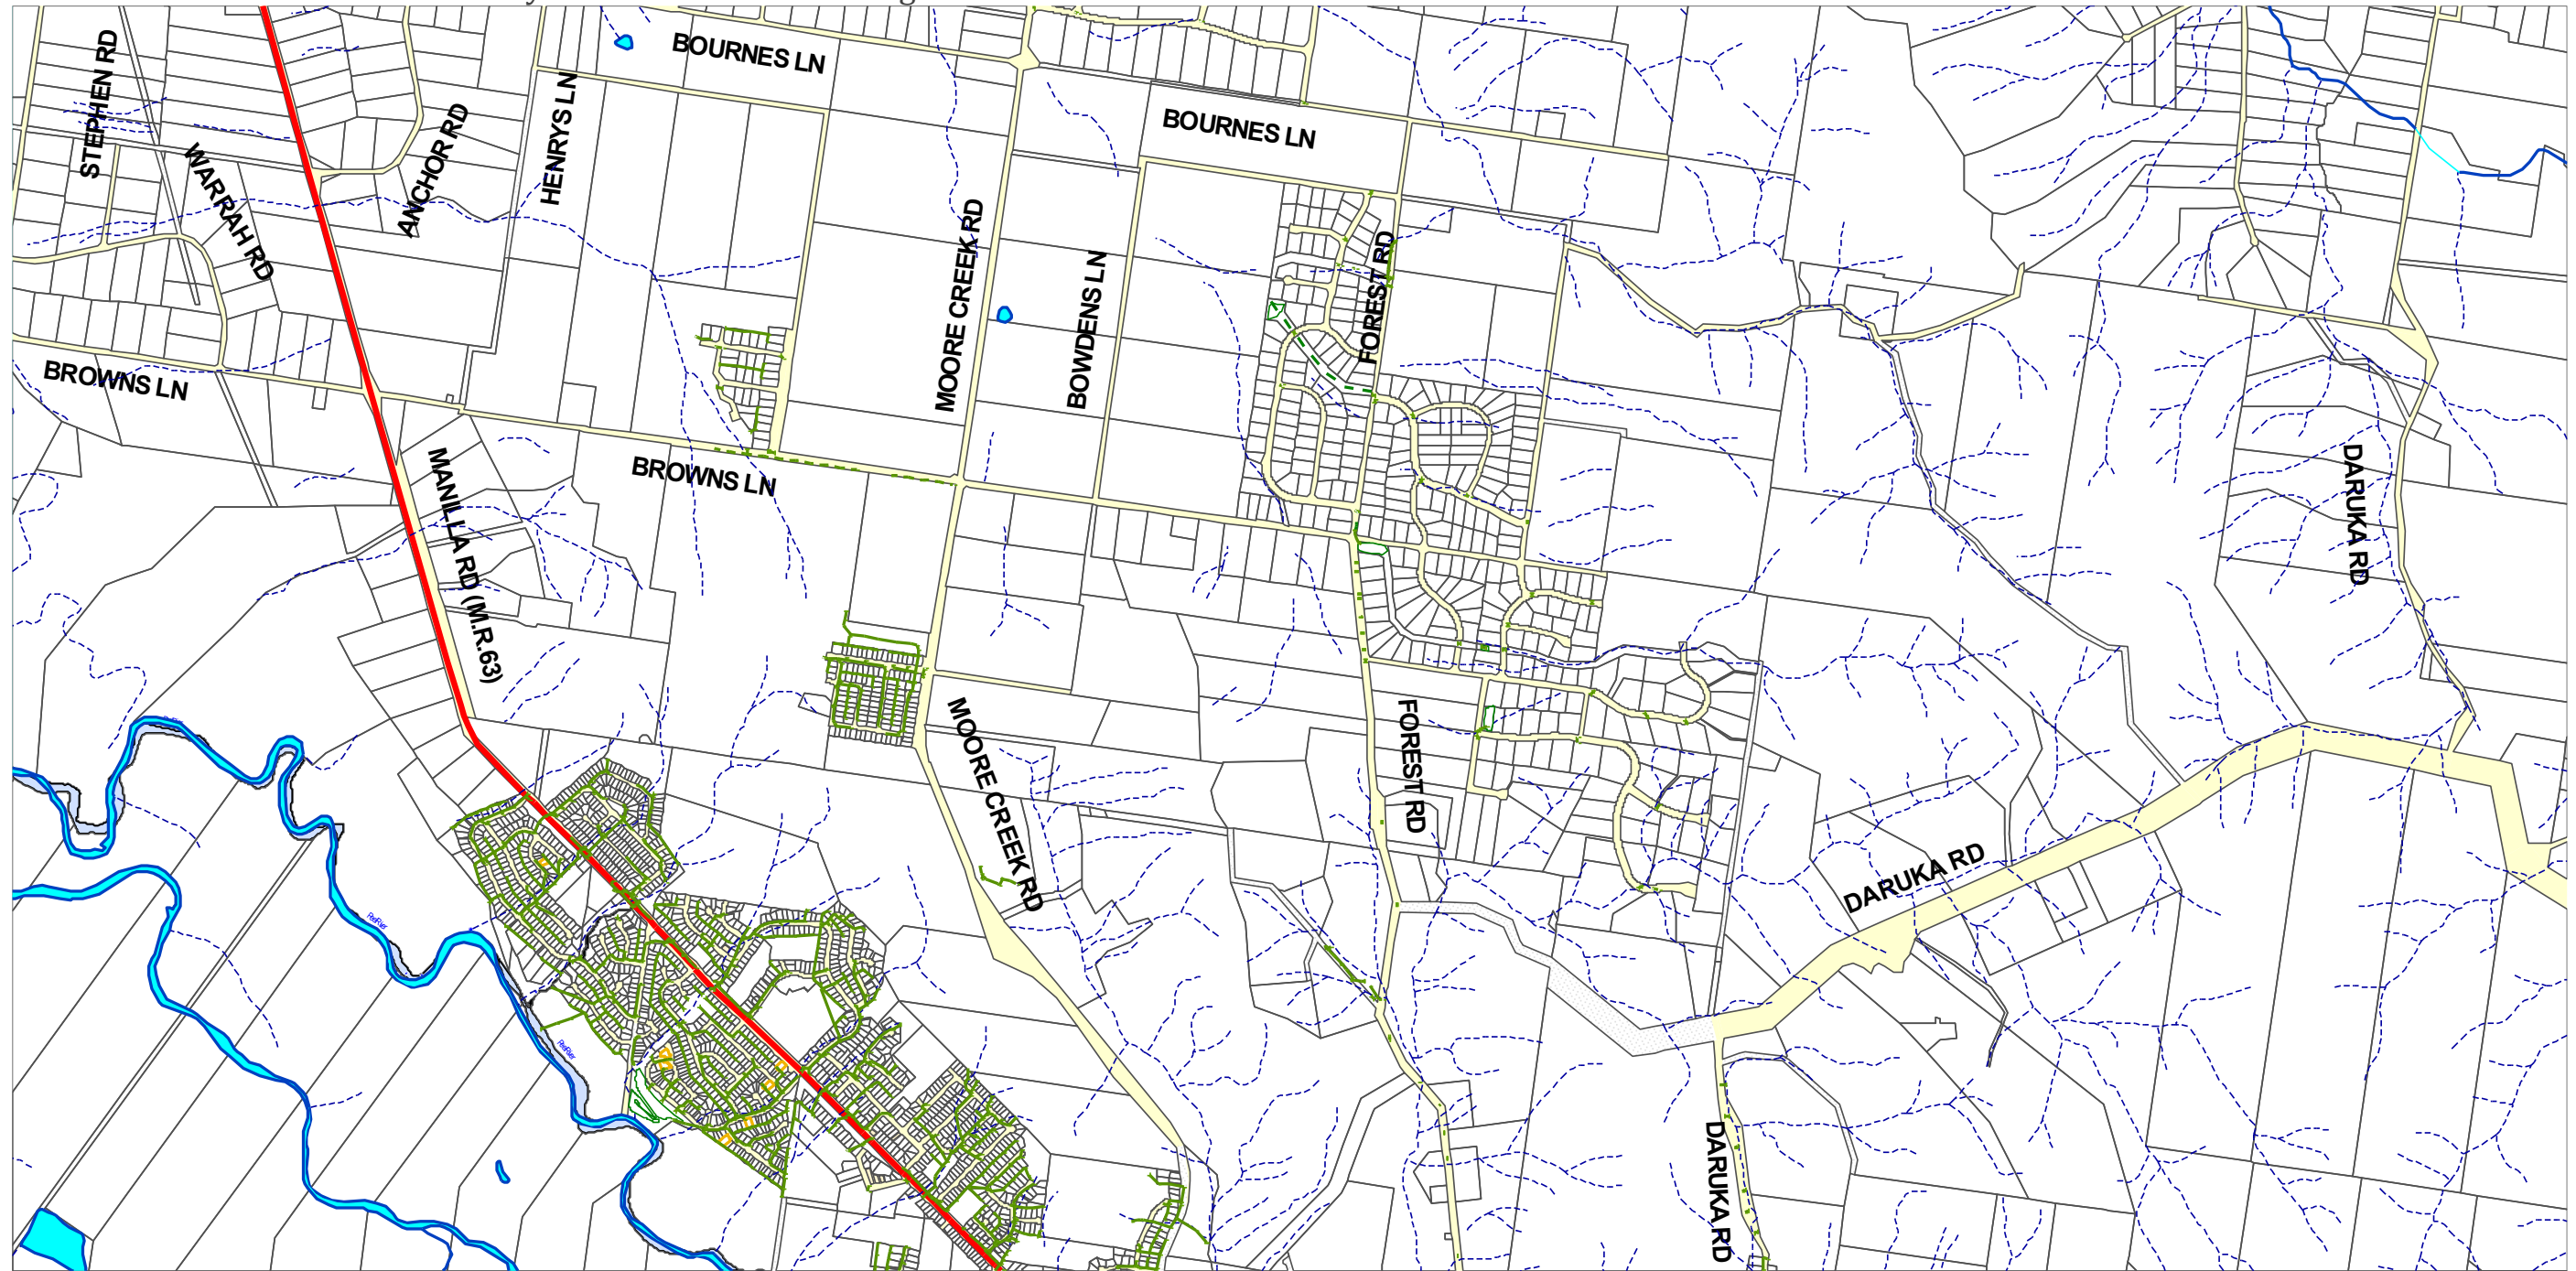 BOURNES LN
STEPHEN RD
WARRAH RD
ANCHOR RD
HENRYS LN
BOURNES LN
MOORE CREEK RD
BOWDENS LN
FOREST RD
BROWNS LN
MANILLA RD (M.R.63)
BROWNS LN
DARUKA RD
MOORE CREEK RD
FOREST RD
DARUKA RD
DARUKA RD